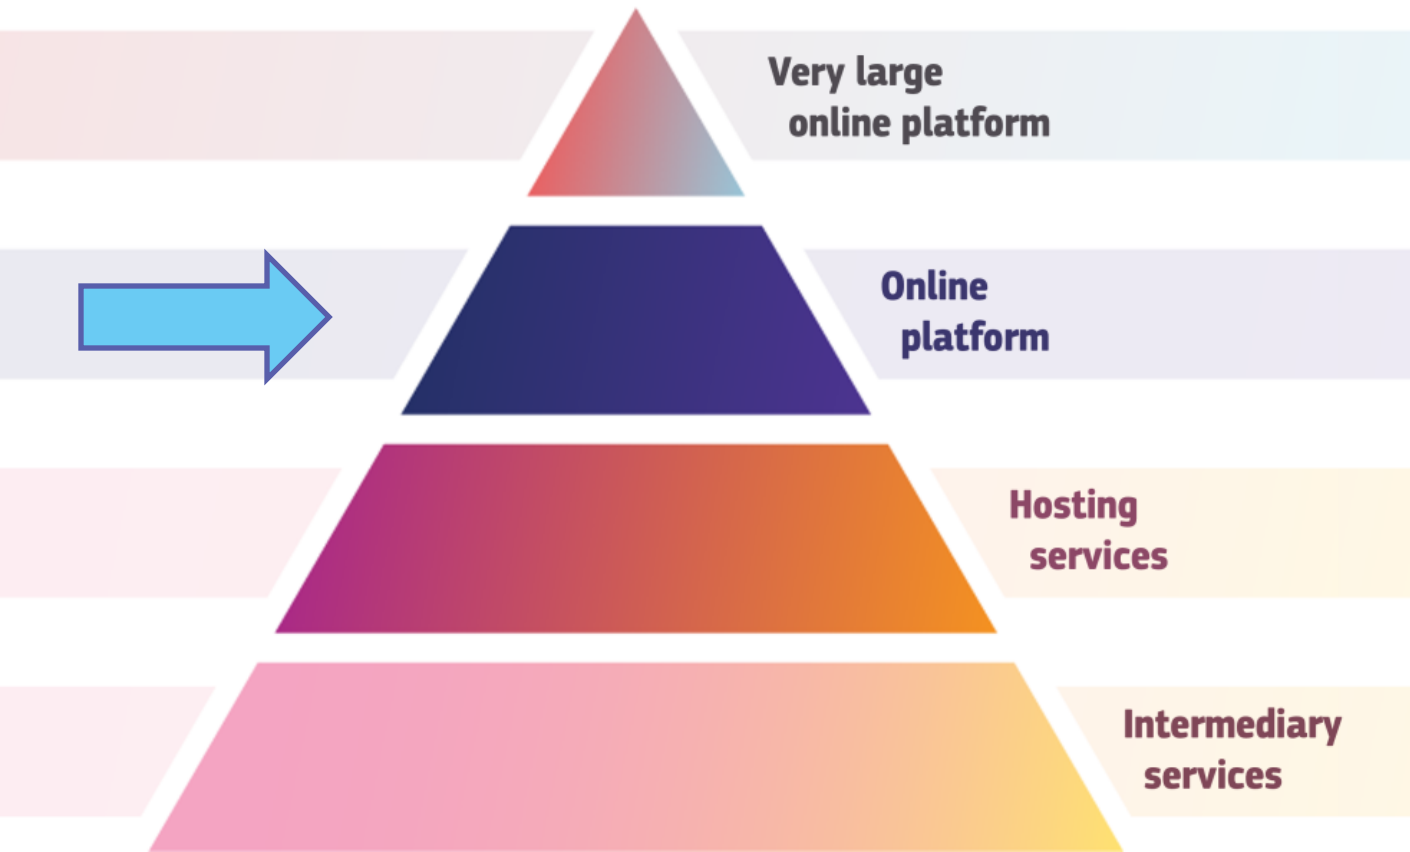 Very large
online platform
Online
platform
Hosting
services
Intermediary
services